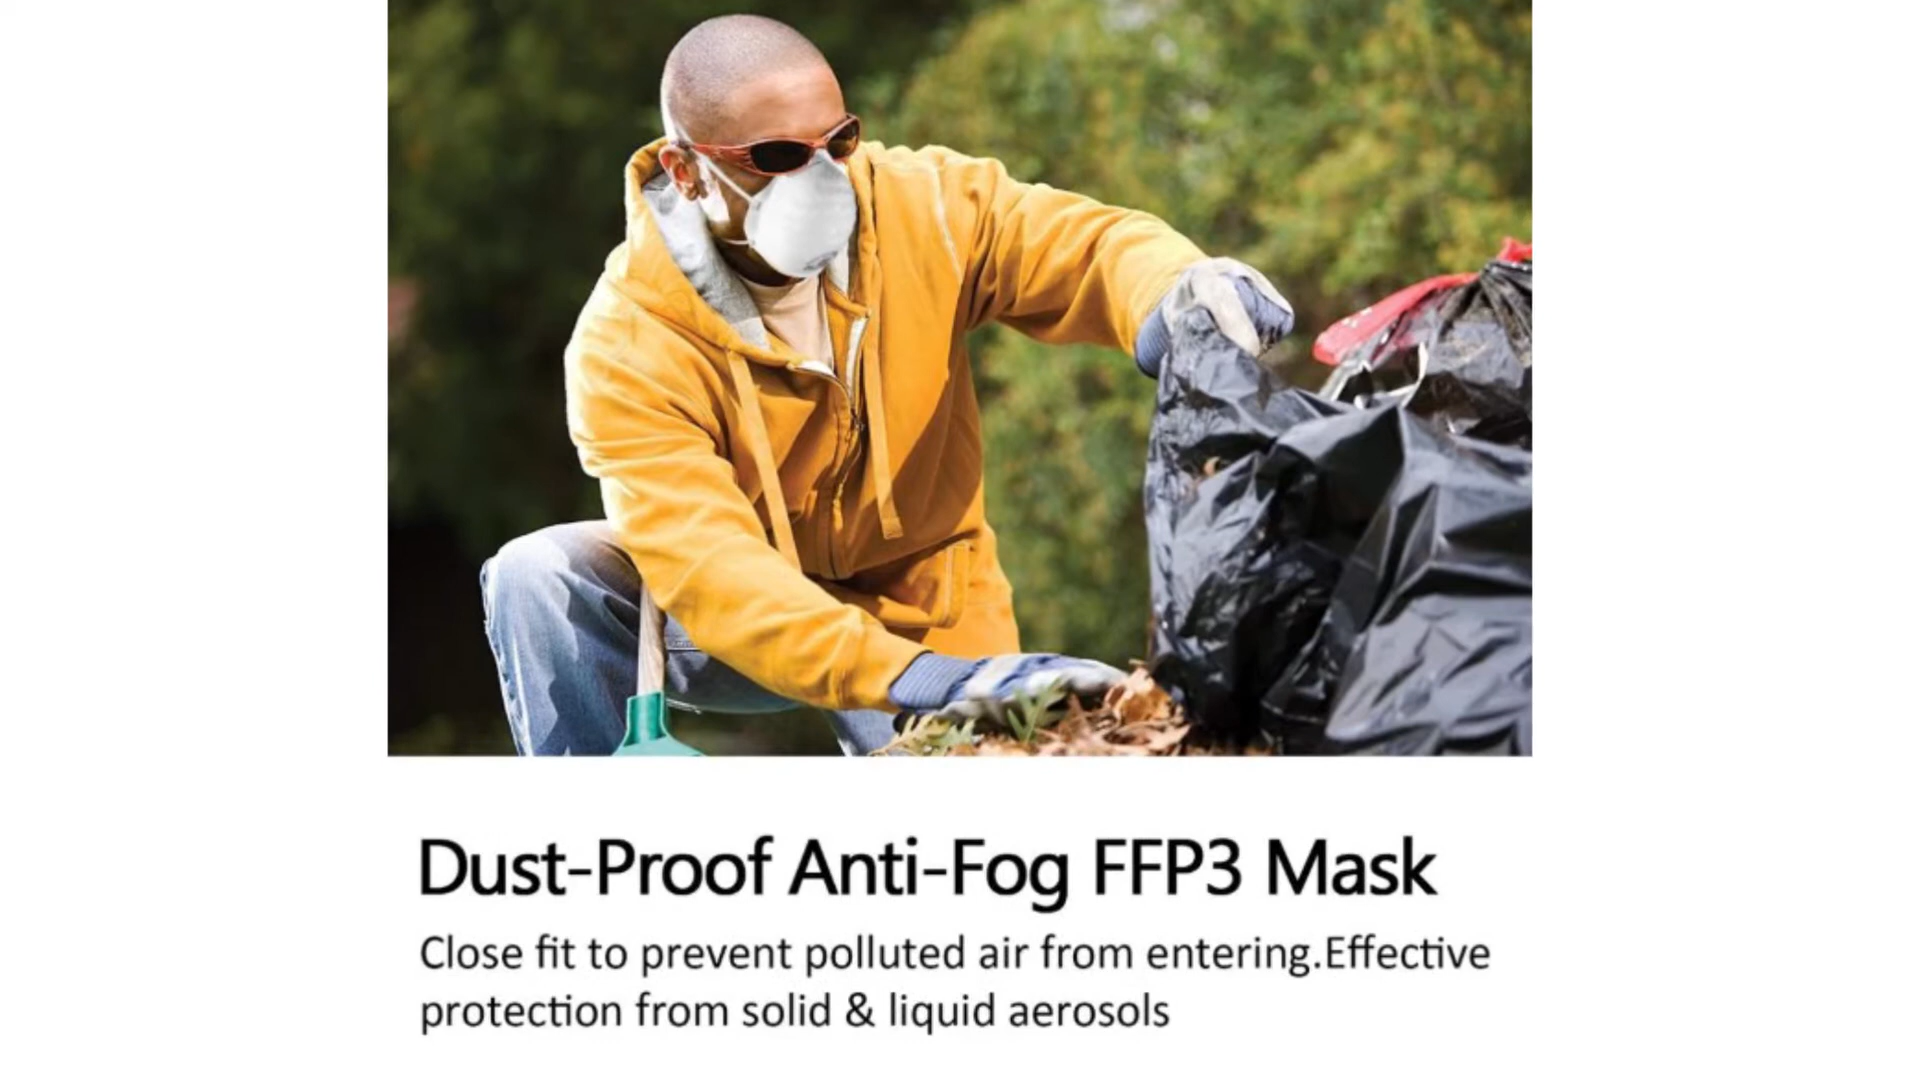 Dust-Proof Anti-Fog FFP3 Mask
Close fit to prevent polluted air from entering.Effective
protection from solid & liquid aerosols